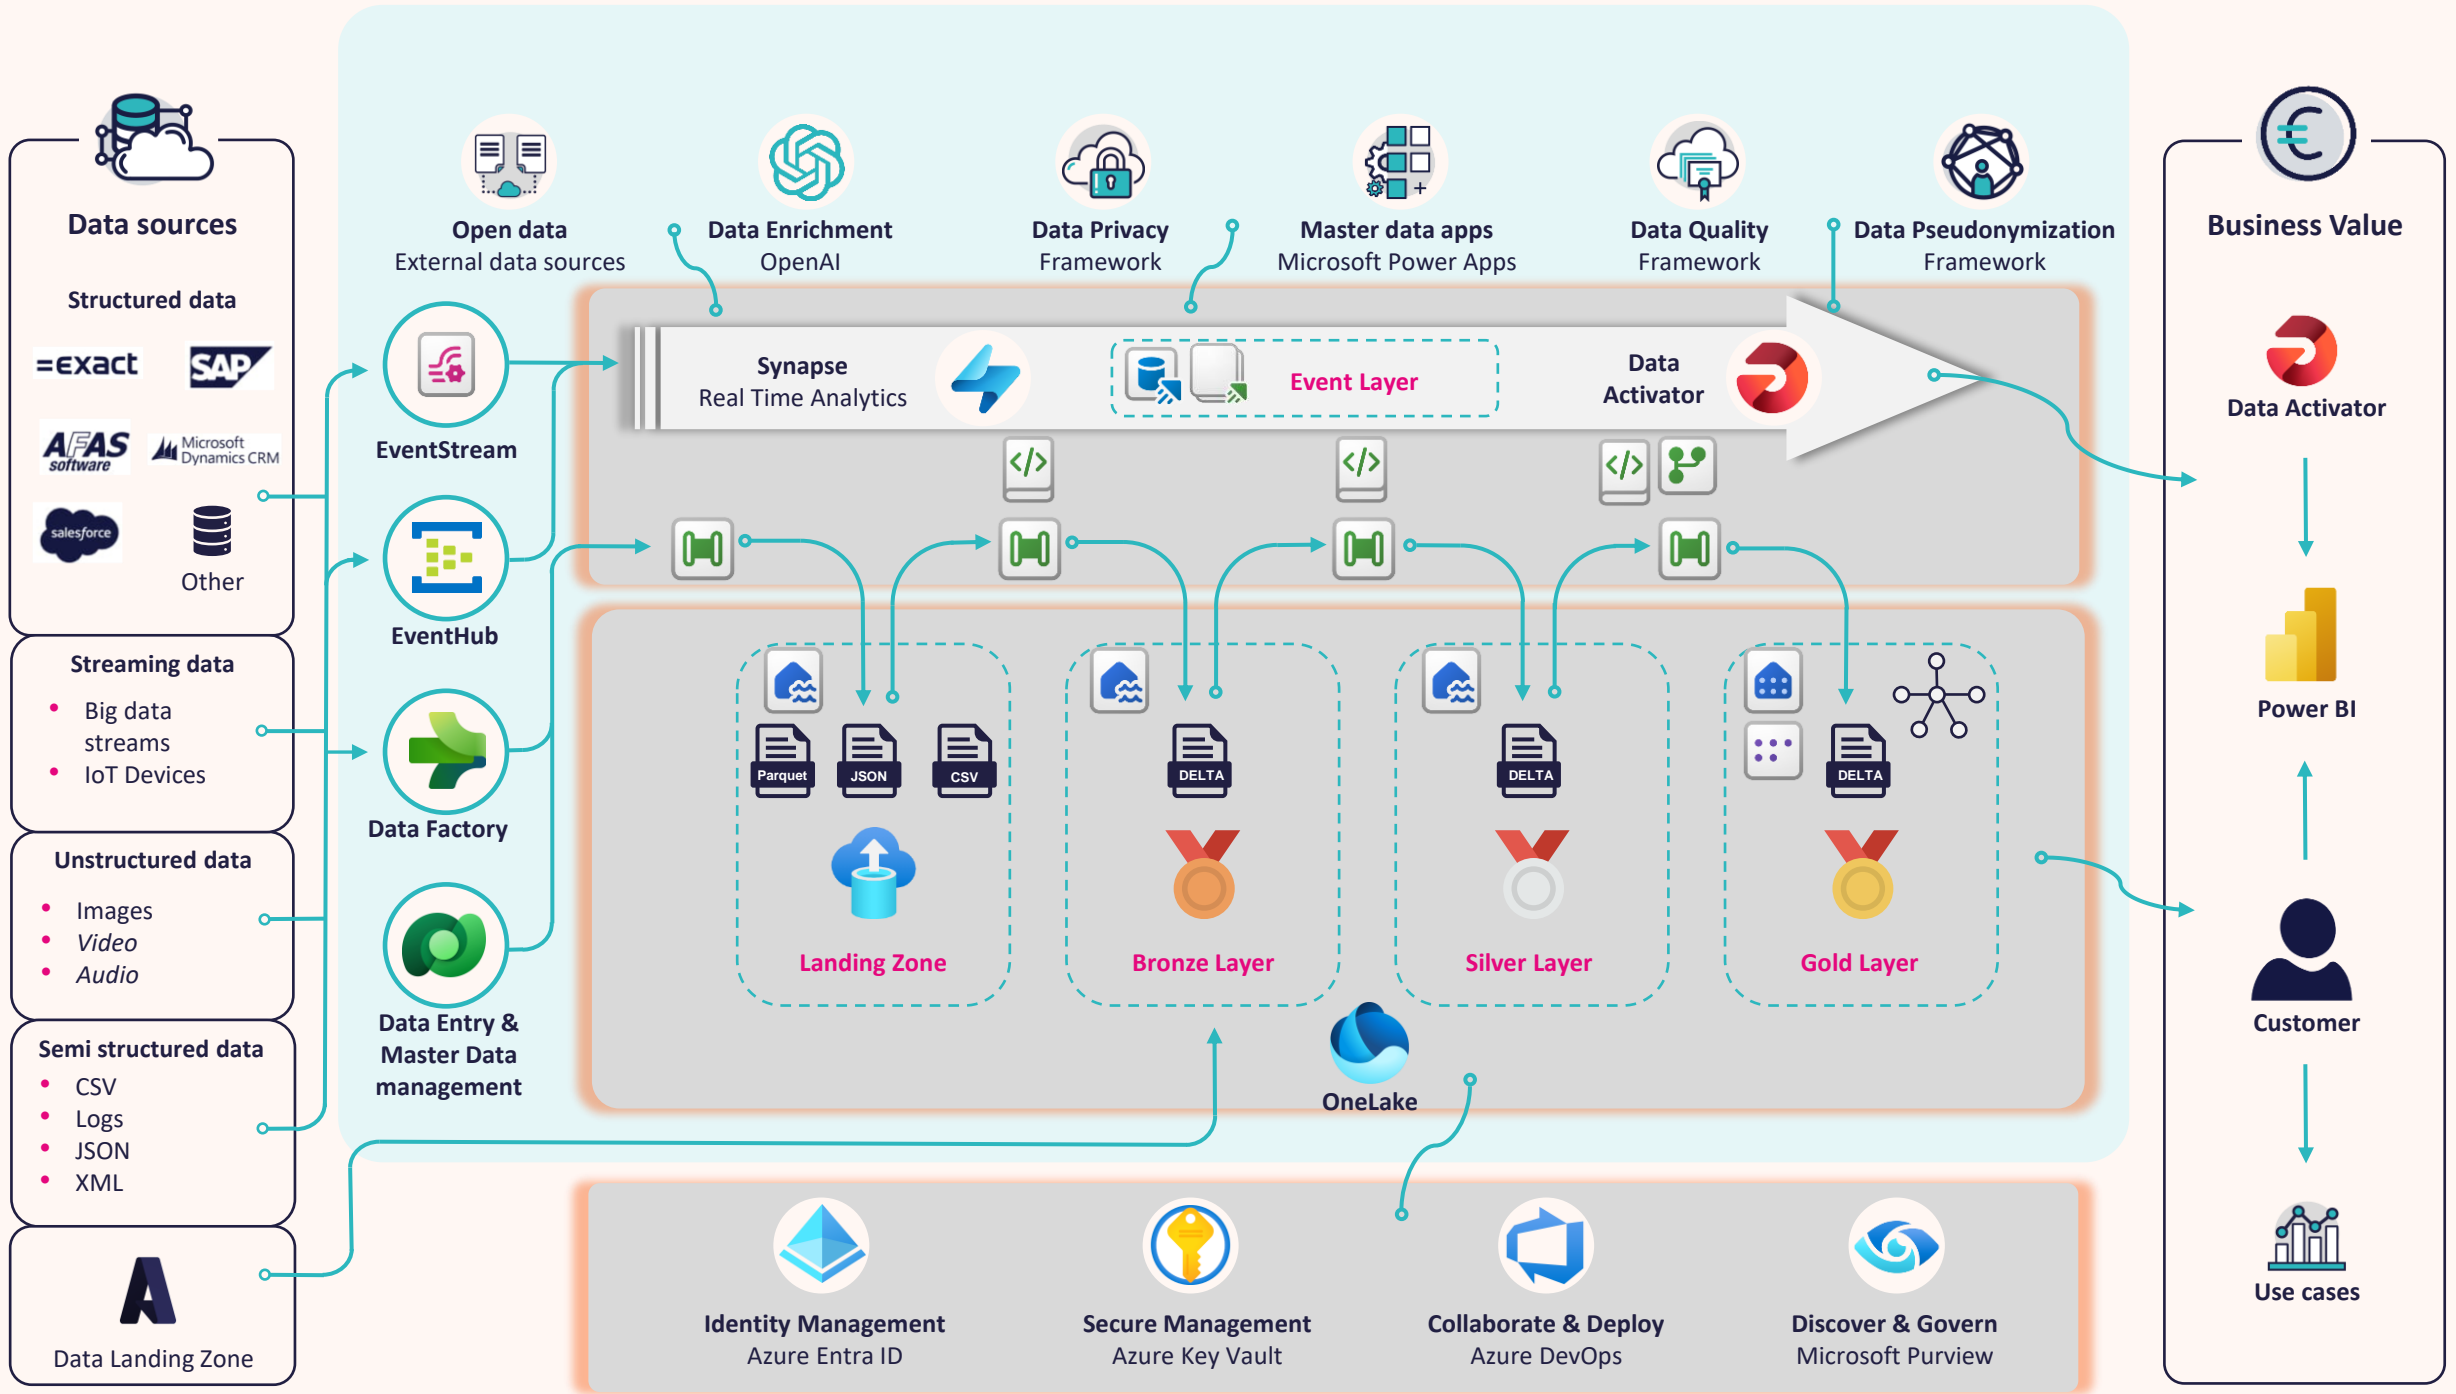 Data sources
Structured data
=exact
SAP
AFAS
software
Microsoft
Dynamics CRM
salesforce
Other
Streaming data
• Big data
streams
• IoT Devices
Unstructured data
• Images
• Video
• Audio
Semi structured data
• CSV
• Logs
• JSON
• XML
Data Landing Zone
Open data
External data sources
Data Enrichment
OpenAI
Data Privacy
Framework
Master data apps
Microsoft Power Apps
Data Quality
Framework
Data Pseudonymization
Framework
EventStream
EventHub
Data Factory
Data Entry &
Master Data
management
Synapse
Real Time Analytics
Event Layer
Data
Activator
</>
</>
</>
Parquet
JSON
CSV
Landing Zone
DELTA
Bronze Layer
DELTA
Silver Layer
DELTA
Gold Layer
OneLake
Identity Management
Azure Entra ID
Secure Management
Azure Key Vault
Collaborate & Deploy
Azure DevOps
Discover & Govern
Microsoft Purview
Business Value
Data Activator
Power BI
Customer
Use cases